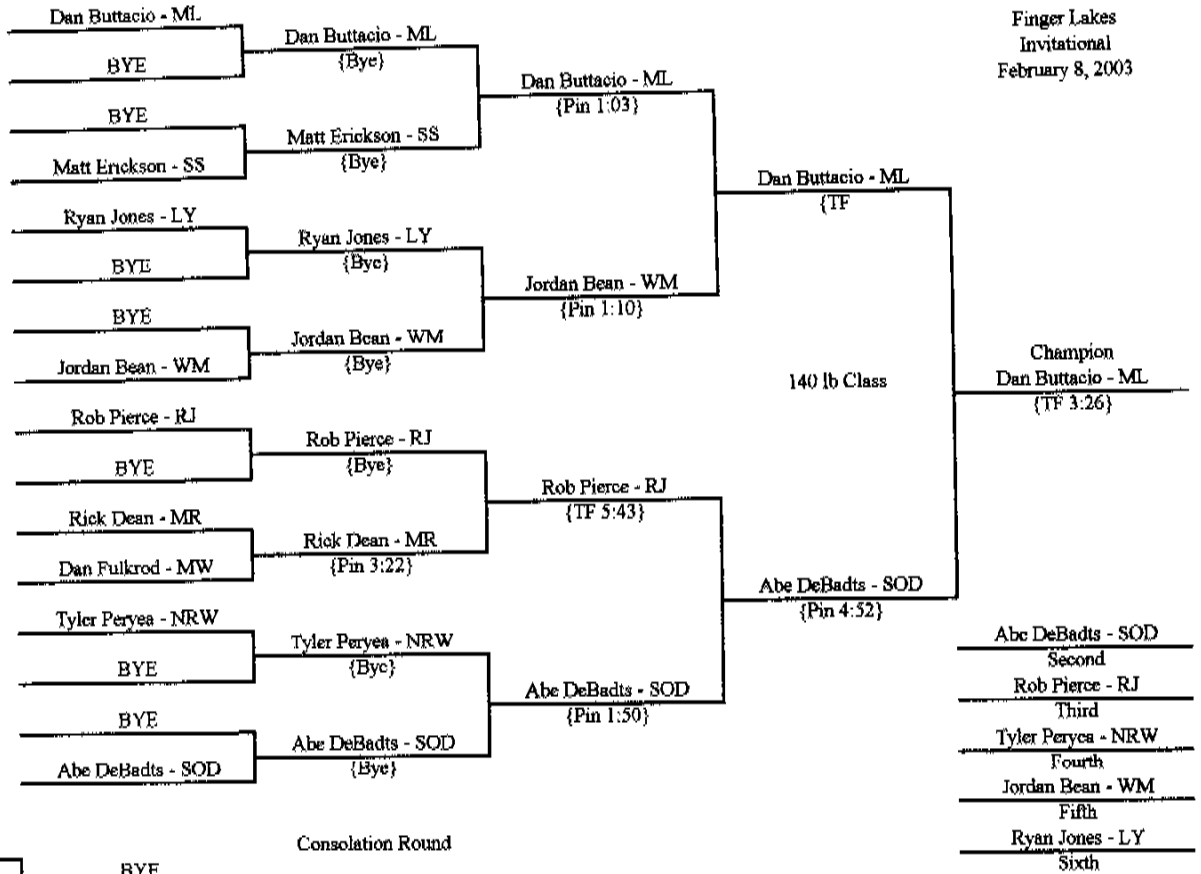 Finger Lakes
Invitational
February 8, 2003
Dan Buttacio - ML
BYE
BYE
Matt Erickson - SS
Ryan Jones - LY
BYE
BYE
Jordan Bean - WM
Rob Pierce - RJ
BYE
Rick Dean - MR
Dan Fulkrod - MW
Tyler Peryea - NRW
BYE
BYE
Abe DeBadts - SOD
Dan Buttacio - ML
{Bye}
Matt Erickson - SS
{Bye}
Ryan Jones - LY
{Bye}
Jordan Bean - WM
{Bye}
Rob Pierce - RJ
{Bye}
Rick Dean - MR
{Pin 3:22}
Tyler Peryea - NRW
{Bye}
Abe DeBadts - SOD
{Bye}
Dan Buttacio - ML
{Pin 1:03}
Jordan Bean - WM
{Pin 1:10}
Rob Pierce - RJ
{TF 5:43}
Abe DeBadts - SOD
{Pin 1:50}
Dan Buttacio - ML
{TF
140 lb Class
Abe DeBadts - SOD
{Pin 4:52}
Champion
Dan Buttacio - ML
{TF 3:26}
Abe DeBadts - SOD
Second
Rob Pierce - RJ
Third
Tyler Peryea - NRW
Fourth
Jordan Bean - WM
Fifth
Ryan Jones - LY
Sixth
Consolation Round
BYE